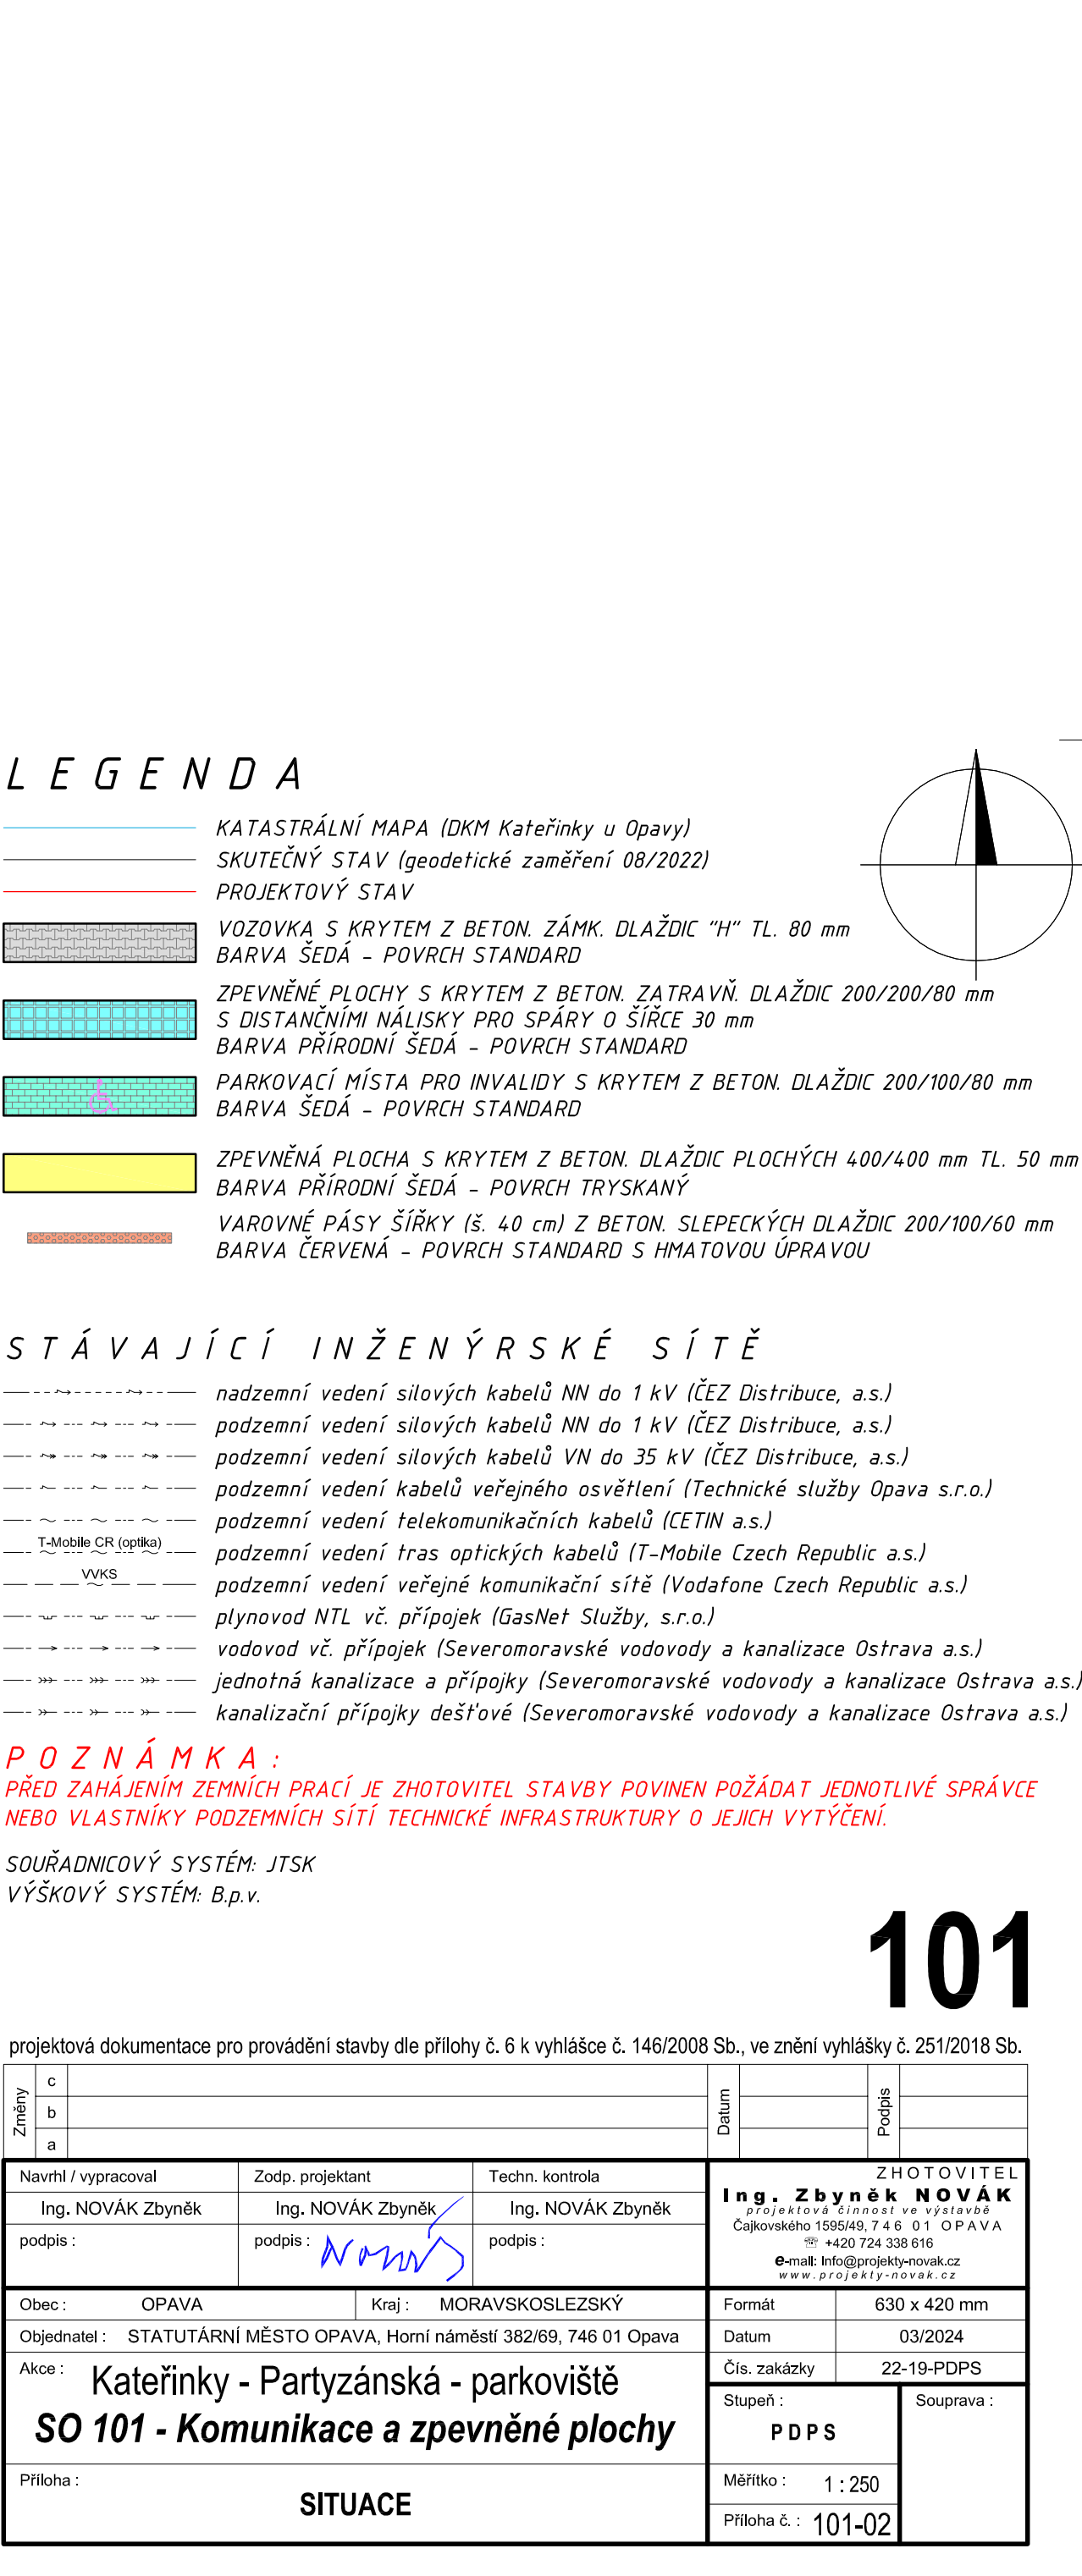 LEGENDA
KATASTRÁLNÍ MAPA (DKM Kateřinky u Opavy)
SKUTEČNÝ STAV (geodetické zaměření 08/2022)
PROJEKTOVÝ STAV
VOZOVKA S KRYTEM Z BETON. ZÁMK. DLAŽDIC "H" TL. 80 mm
BARVA ŠEDÁ - POVRCH STANDARD
ZPEVNĚNÉ PLOCHY S KRYTEM Z BETON. ZATRAVŇ. DLAŽDIC 200/200/80 mm
S DISTANČNÍMI NÁLISKY PRO SPÁRY O ŠÍŘCE 30 mm
BARVA PŘÍRODNÍ ŠEDÁ - POVRCH STANDARD
PARKOVACÍ MÍSTA PRO INVALIDY S KRYTEM Z BETON. DLAŽDIC 200/100/80 mm
BARVA ŠEDÁ - POVRCH STANDARD
ZPEVNĚNÁ PLOCHA S KRYTEM Z BETON. DLAŽDIC PLOCHÝCH 400/400 mm TL. 50 mm
BARVA PŘÍRODNÍ ŠEDÁ - POVRCH TRYSKANÝ
VAROVNÉ PÁSY ŠÍŘKY (š. 40 cm) Z BETON. SLEPECKÝCH DLAŽDIC 200/100/60 mm
BARVA ČERVENÁ - POVRCH STANDARD S HMATOVOU ÚPRAVOU
STÁVAJÍCÍ INŽENÝRSKÉ SÍTĚ
nadzemní vedení silových kabelů NN do 1 kV (ČEZ Distribuce, a.s.)
podzemní vedení silových kabelů NN do 1 kV (ČEZ Distribuce, a.s.)
podzemní vedení silových kabelů VN do 35 kV (ČEZ Distribuce, a.s.)
podzemní vedení kabelů veřejného osvětlení (Technické služby Opava s.r.o.)
podzemní vedení telekomunikačních kabelů (CETIN a.s.)
T-Mobile CR (optika) podzemní vedení tras optických kabelů (T-Mobile Czech Republic a.s.)
VVKS podzemní vedení veřejné komunikační sítě (Vodafone Czech Republic a.s.)
plynovod NTL vč. přípojek (GasNet Služby, s.r.o.)
vodovod vč. přípojek (Severomoravské vodovody a kanalizace Ostrava a.s.)
jednotná kanalizace a přípojky (Severomoravské vodovody a kanalizace Ostrava a.s.)
kanalizační přípojky dešťové (Severomoravské vodovody a kanalizace Ostrava a.s.)
POZNÁMKA:
PŘED ZAHÁJENÍM ZEMNÍCH PRACÍ JE ZHOTOVITEL STAVBY POVINEN POŽÁDAT JEDNOTLIVÉ SPRÁVCE
NEBO VLASTNÍKY PODZEMNÍCH SÍTÍ TECHNICKÉ INFRASTRUKTURY O JEJICH VYTÝČENÍ.
SOUŘADNICOVÝ SYSTÉM: JTSK
VÝŠKOVÝ SYSTÉM: B.p.v.
101
projektová dokumentace pro provádění stavby dle přílohy č. 6 k vyhlášce č. 146/2008 Sb., ve znění vyhlášky č. 251/2018 Sb.
Změny
c
b
a
Datum
Podpis
Navrhl / vypracoval
Zodp. projektant
Techn. kontrola
Ing. NOVÁK Zbyněk
Ing. NOVÁK Zbyněk
Ing. NOVÁK Zbyněk
podpis :
podpis :
Novák
podpis :
ZHOTOVITEL
Ing. Zbyněk NOVÁK
projektová činnost ve výstavbě
Čajkovského 1595/49, 746 01 OPAVA
☏ +420 724 338 616
e-mail: info@projekty-novak.cz
www.projekty-novak.cz
Obec : OPAVA
Kraj : MORAVSKOSLEZSKÝ
Objednatel : STATUTÁRNÍ MĚSTO OPAVA, Horní náměstí 382/69, 746 01 Opava
Akce : Kateřinky - Partyzánská - parkoviště
SO 101 - Komunikace a zpevněné plochy
Příloha :
SITUACE
Formát 630 x 420 mm
Datum 03/2024
Čís. zakázky 22-19-PDPS
Stupeň :
PDPS
Souprava :
Měřítko : 1 : 250
Příloha č. : 101-02